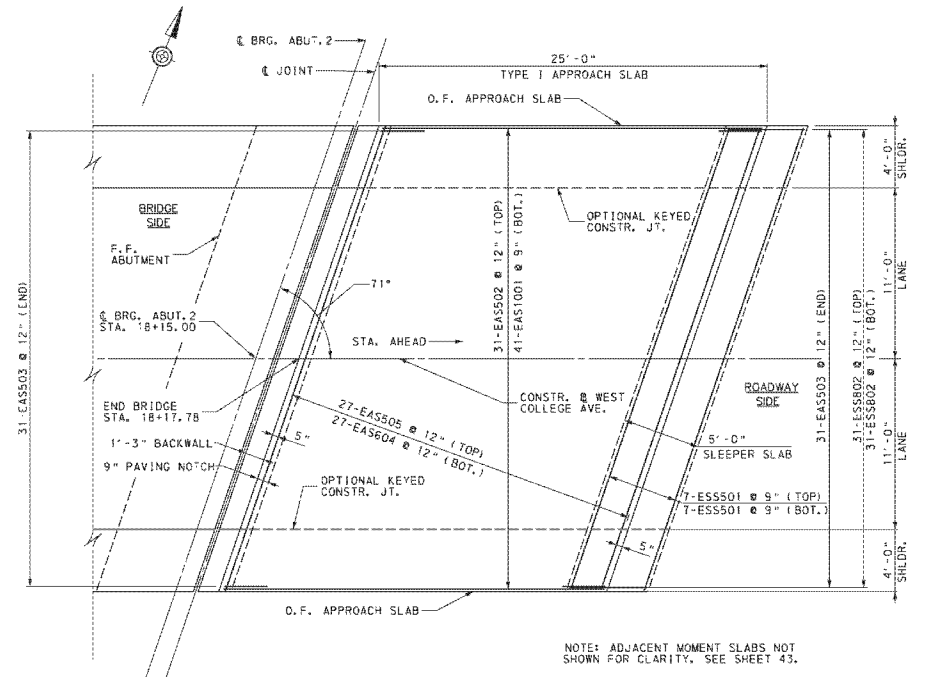 ℄ BRG. ABUT.2
℄ JOINT
25'-0"
TYPE I APPROACH SLAB
O.F. APPROACH SLAB
4'-0"
SHLDR.
BRIDGE
SIDE
F.F.
ABUTMENT
OPTIONAL KEYED
CONSTR. JT.
31-EAS502 @ 12" (TOP)
41-EAS1001 @ 9" (BOT.)
11'-0"
LANE
71°
℄ BRG. ABUT.2
STA. 18+15.00
STA. AHEAD
31-EAS503 @ 12" (END)
END BRIDGE
STA. 18+17.78
1'-3" BACKWALL
9" PAVING NOTCH
5"
27-EAS505 @ 12" (TOP)
27-EAS604 @ 12" (BOT.)
CONSTR. ℄ WEST
COLLEGE AVE.
ROADWAY
SIDE
31-EAS503 @ 12" (END)
31-ESS802 @ 12" (TOP)
31-ESS802 @ 12" (BOT.)
5'-0"
SLEEPER SLAB
11'-0"
LANE
OPTIONAL KEYED
CONSTR. JT.
7-ESS501 @ 9" (TOP)
7-ESS501 @ 9" (BOT.)
5"
4'-0"
SHLDR.
O.F. APPROACH SLAB
NOTE: ADJACENT MOMENT SLABS NOT
SHOWN FOR CLARITY. SEE SHEET 43.